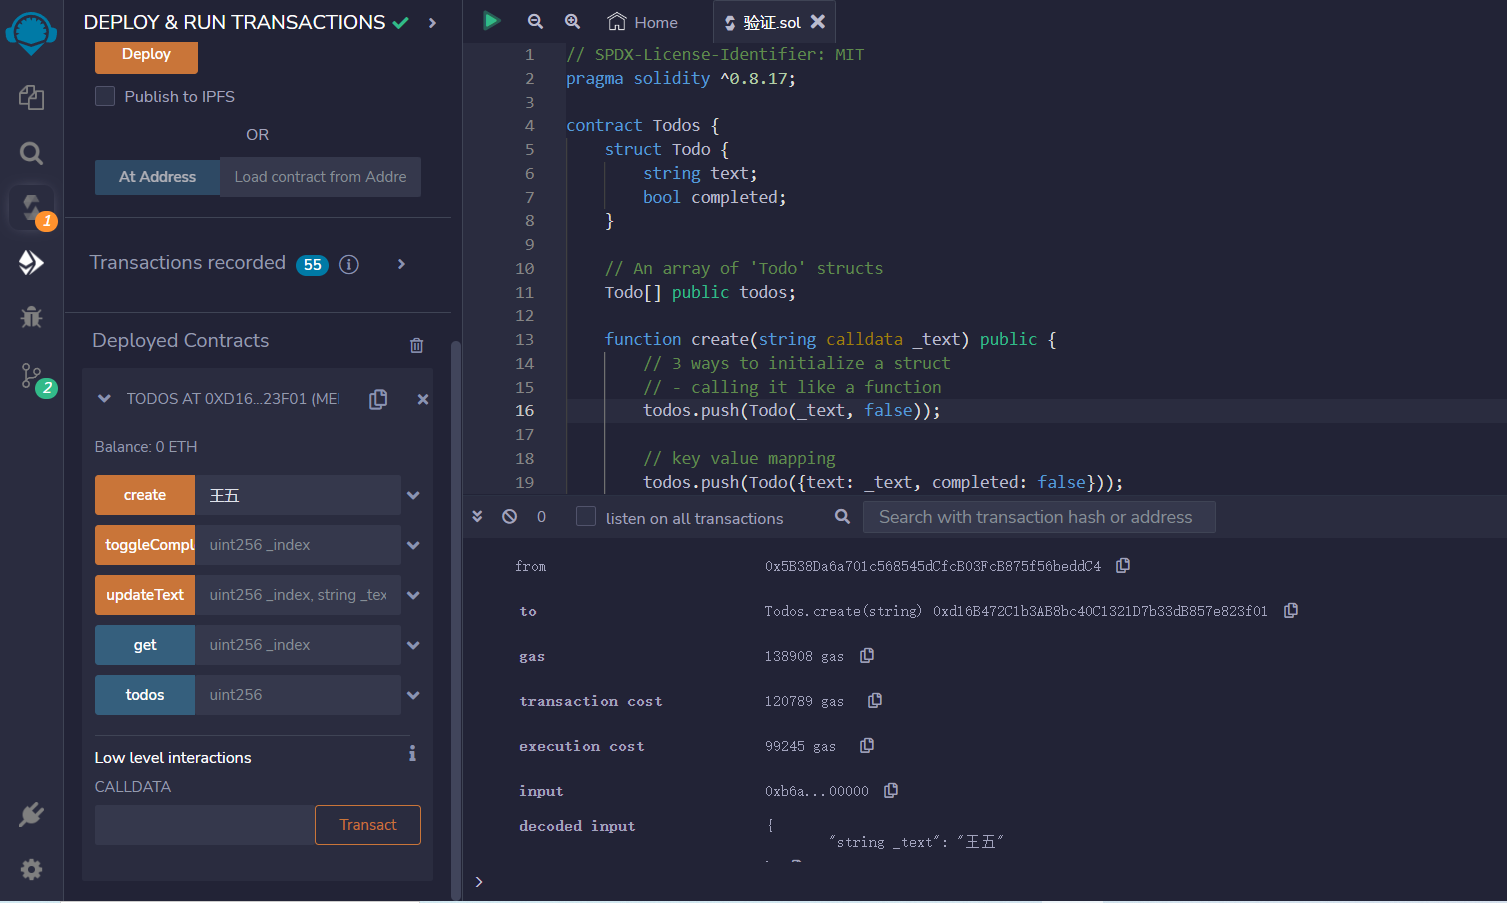 DEPLOY & RUN TRANSACTIONS
Deploy
Publish to IPFS
OR
At Address
Load contract from Addre
1
Transactions recorded 55
Deployed Contracts
2
TODOS AT 0XD16...23F01 (ME
Balance: 0 ETH
create 王五
toggleCompl uint256 _index
updateText uint256 _index, string _tex
get uint256 _index
todos uint256
Low level interactions
CALLDATA
Transact
Home
验证.sol
1 // SPDX-License-Identifier: MIT
2 pragma solidity ^0.8.17;
3
4 contract Todos {
5 struct Todo {
6 string text;
7 bool completed;
8 }
9
10 // An array of 'Todo' structs
11 Todo[] public todos;
12
13 function create(string calldata _text) public {
14 // 3 ways to initialize a struct
15 // - calling it like a function
16 todos.push(Todo(_text, false));
17
18 // key value mapping
19 todos.push(Todo({text: _text, completed: false}));
0 listen on all transactions Search with transaction hash or address
from 0x5B38Da6a701c568545dCfcB03FcB875f56beddC4
to Todos.create(string) 0xd16B472C1b3AB8bc40C1321D7b33dB857e823f01
gas 138908 gas
transaction cost 120789 gas
execution cost 99245 gas
input 0xb6a...00000
decoded input {
"string _text": "王五"
>